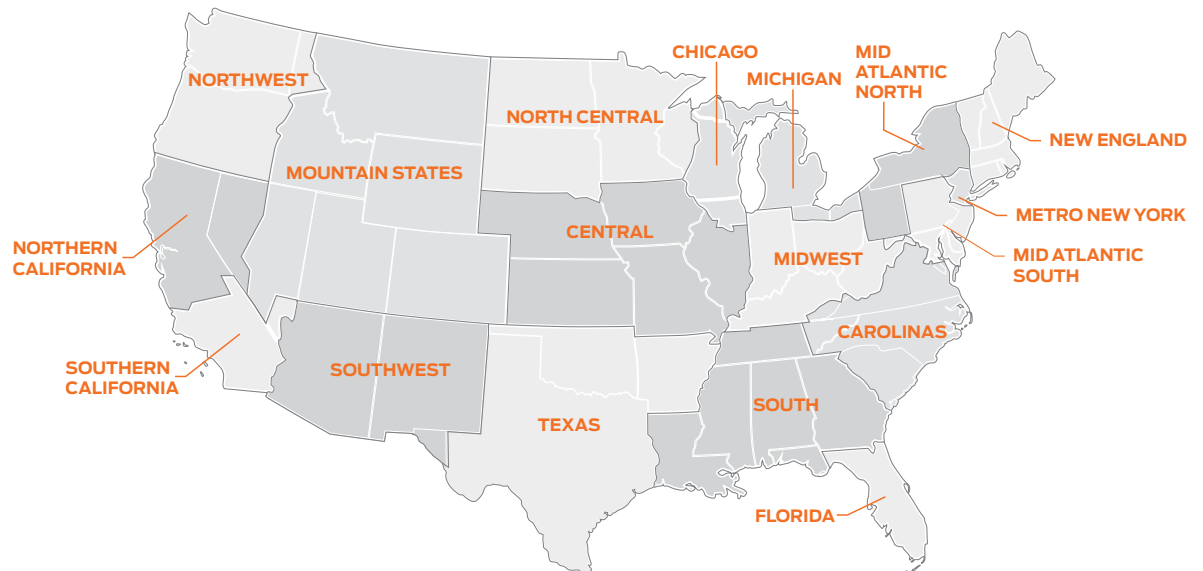 CHICAGO
MID
ATLANTIC
NORTH
MICHIGAN
NORTHWEST
NORTH CENTRAL
NEW ENGLAND
MOUNTAIN STATES
METRO NEW YORK
CENTRAL
NORTHERN
CALIFORNIA
MIDWEST
MID ATLANTIC
SOUTH
CAROLINAS
SOUTHERN
CALIFORNIA
SOUTHWEST
SOUTH
TEXAS
FLORIDA